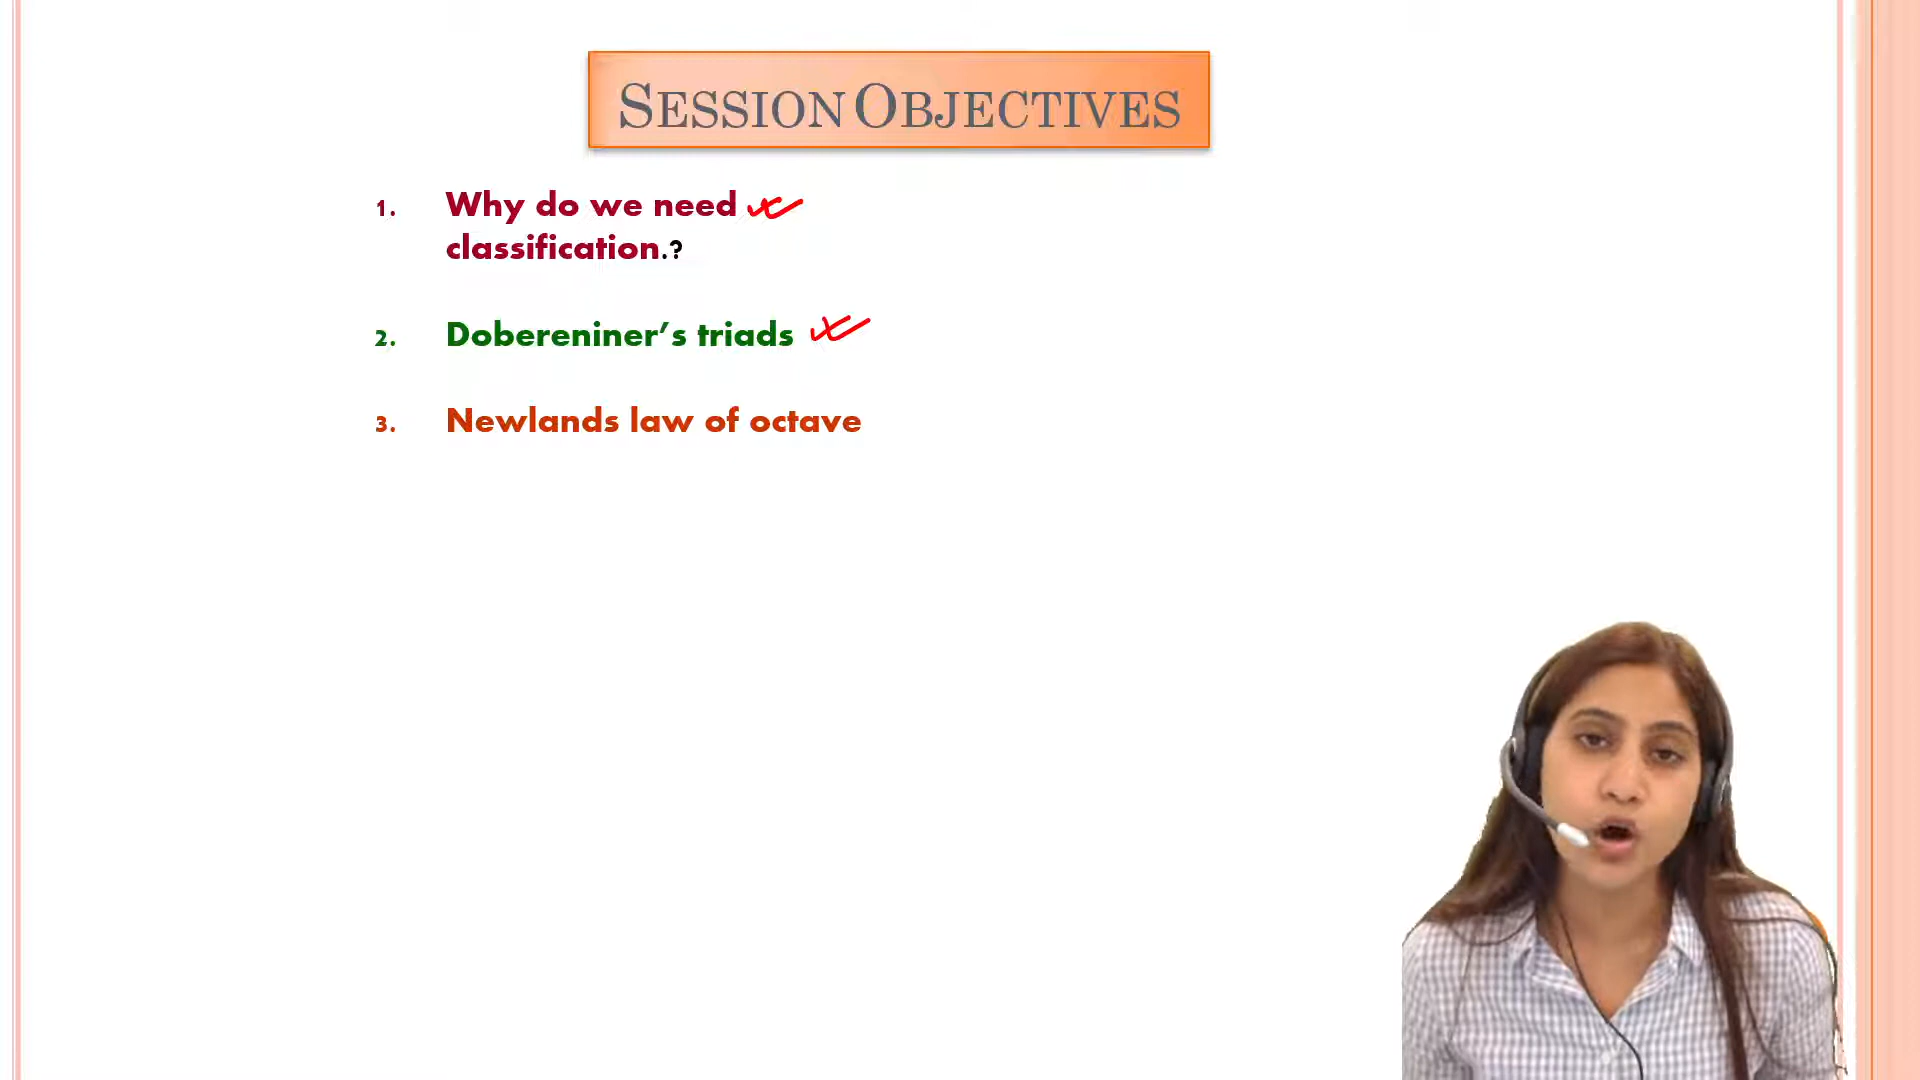 SESSION OBJECTIVES
1. Why do we need
classification.?
2. Dobereniner's triads
3. Newlands law of octave